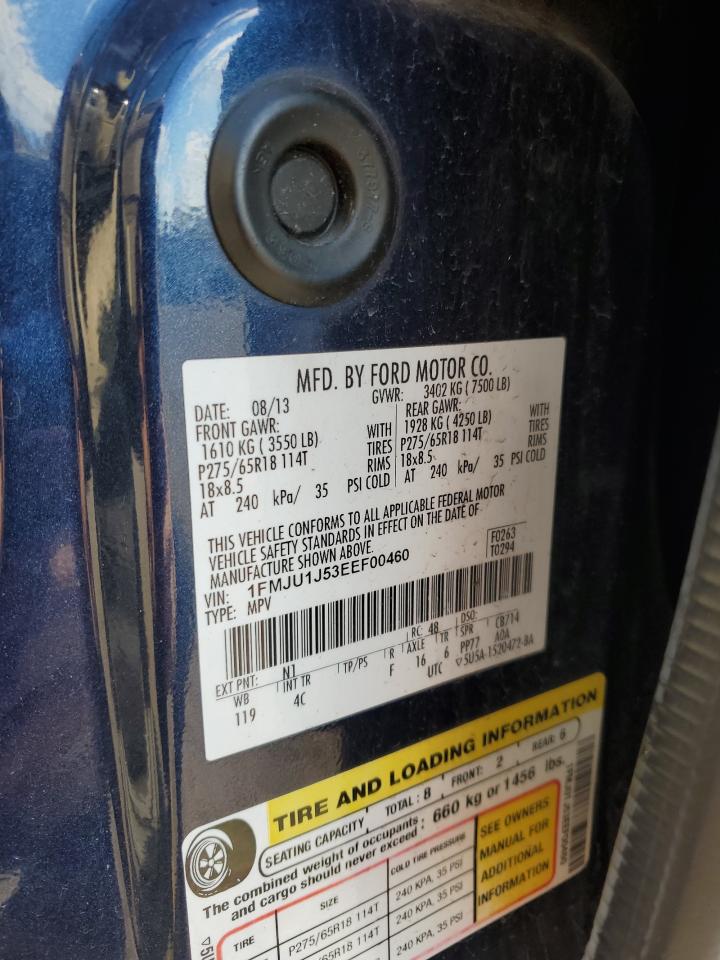 MFD. BY FORD MOTOR CO.
DATE: 08/13 GVWR: 3402 KG ( 7500 LB)
FRONT GAWR: REAR GAWR:
1610 KG ( 3550 LB) WITH 1928 KG ( 4250 LB) WITH
P275/65R18 114T TIRES P275/65R18 114T TIRES
18x8.5 RIMS 18x8.5 RIMS
AT 240 kPa/ 35 PSI COLD AT 240 kPa/ 35 PSI COLD
THIS VEHICLE CONFORMS TO ALL APPLICABLE FEDERAL MOTOR
VEHICLE SAFETY STANDARDS IN EFFECT ON THE DATE OF
MANUFACTURE SHOWN ABOVE.
F0263
T0294
VIN: 1FMJU1J53EEF00460
TYPE: MPV
EXT PNT: N1 RC: 48 DSO:
WB INT TR TP/PS R AXLE TR SPR CB/14
119 4C F 16 6 PP77 AOA
UTC ▽5U5A-1520472-BA
TIRE AND LOADING INFORMATION
SEATING CAPACITY TOTAL: 8 FRONT: 2 REAR: 6
The combined weight of occupants and cargo should never exceed : 660 kg or 1456 lbs.
TIRE SIZE COLD TIRE PRESSURE
P275/65R18 114T 240 KPA, 35 PSI
240 KPA, 35 PSI
240 KPA, 35 PSI
SEE OWNERS
MANUAL FOR
ADDITIONAL
INFORMATION